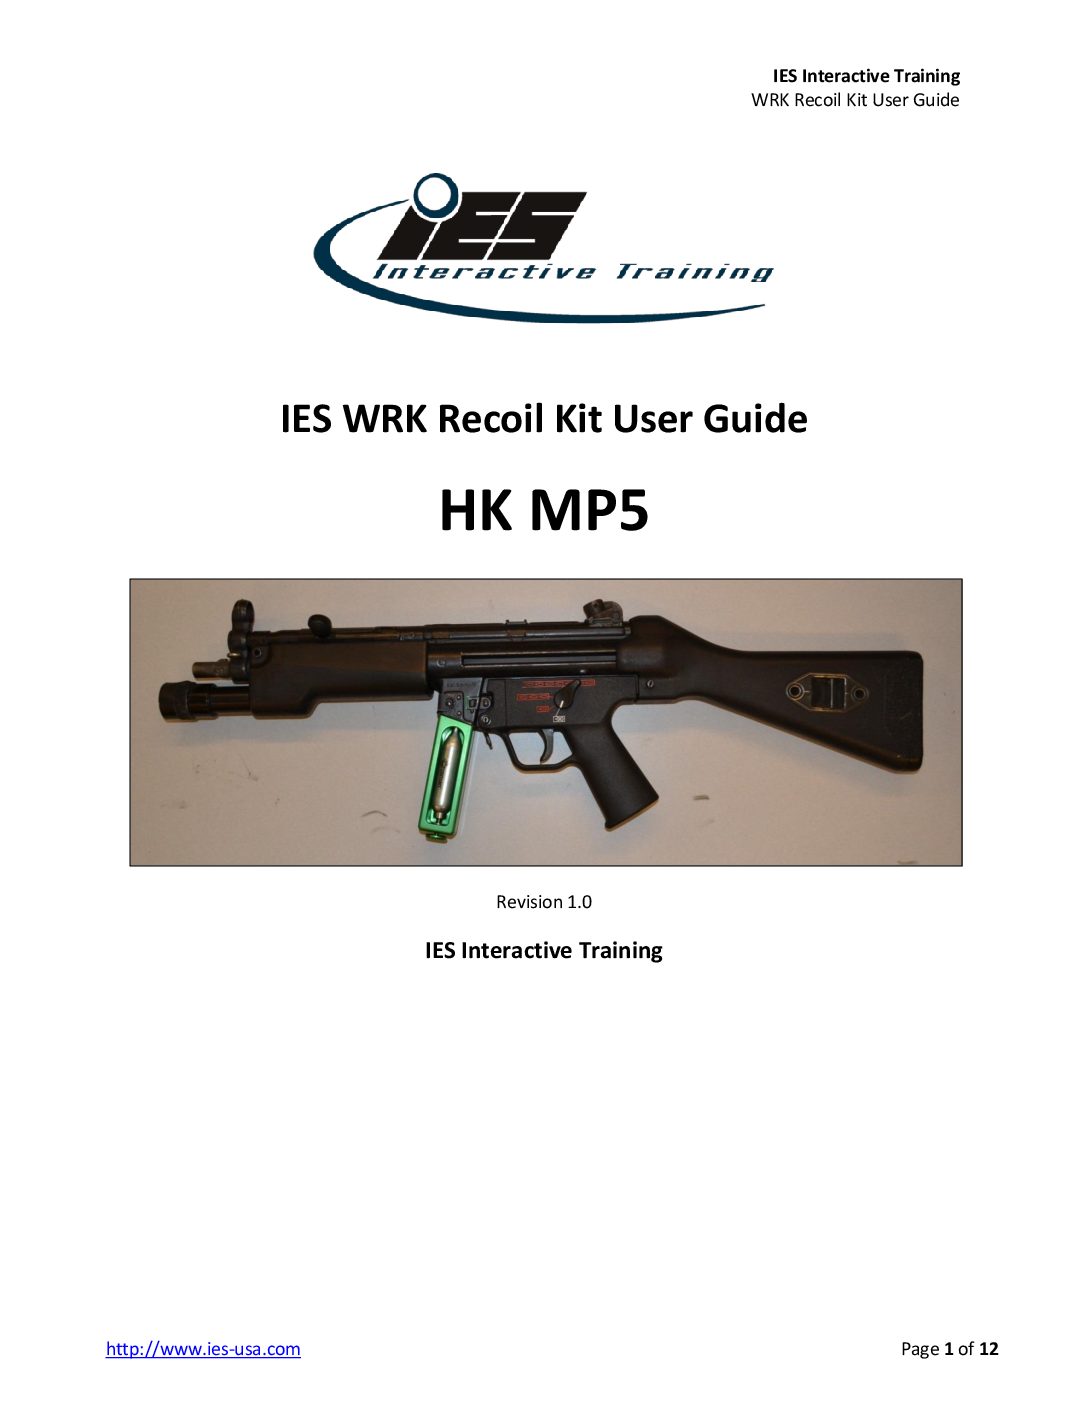 IES Interactive Training
WRK Recoil Kit User Guide
iES
Interactive Training
IES WRK Recoil Kit User Guide
HK MP5
Revision 1.0
IES Interactive Training
http://www.ies-usa.com
Page 1 of 12